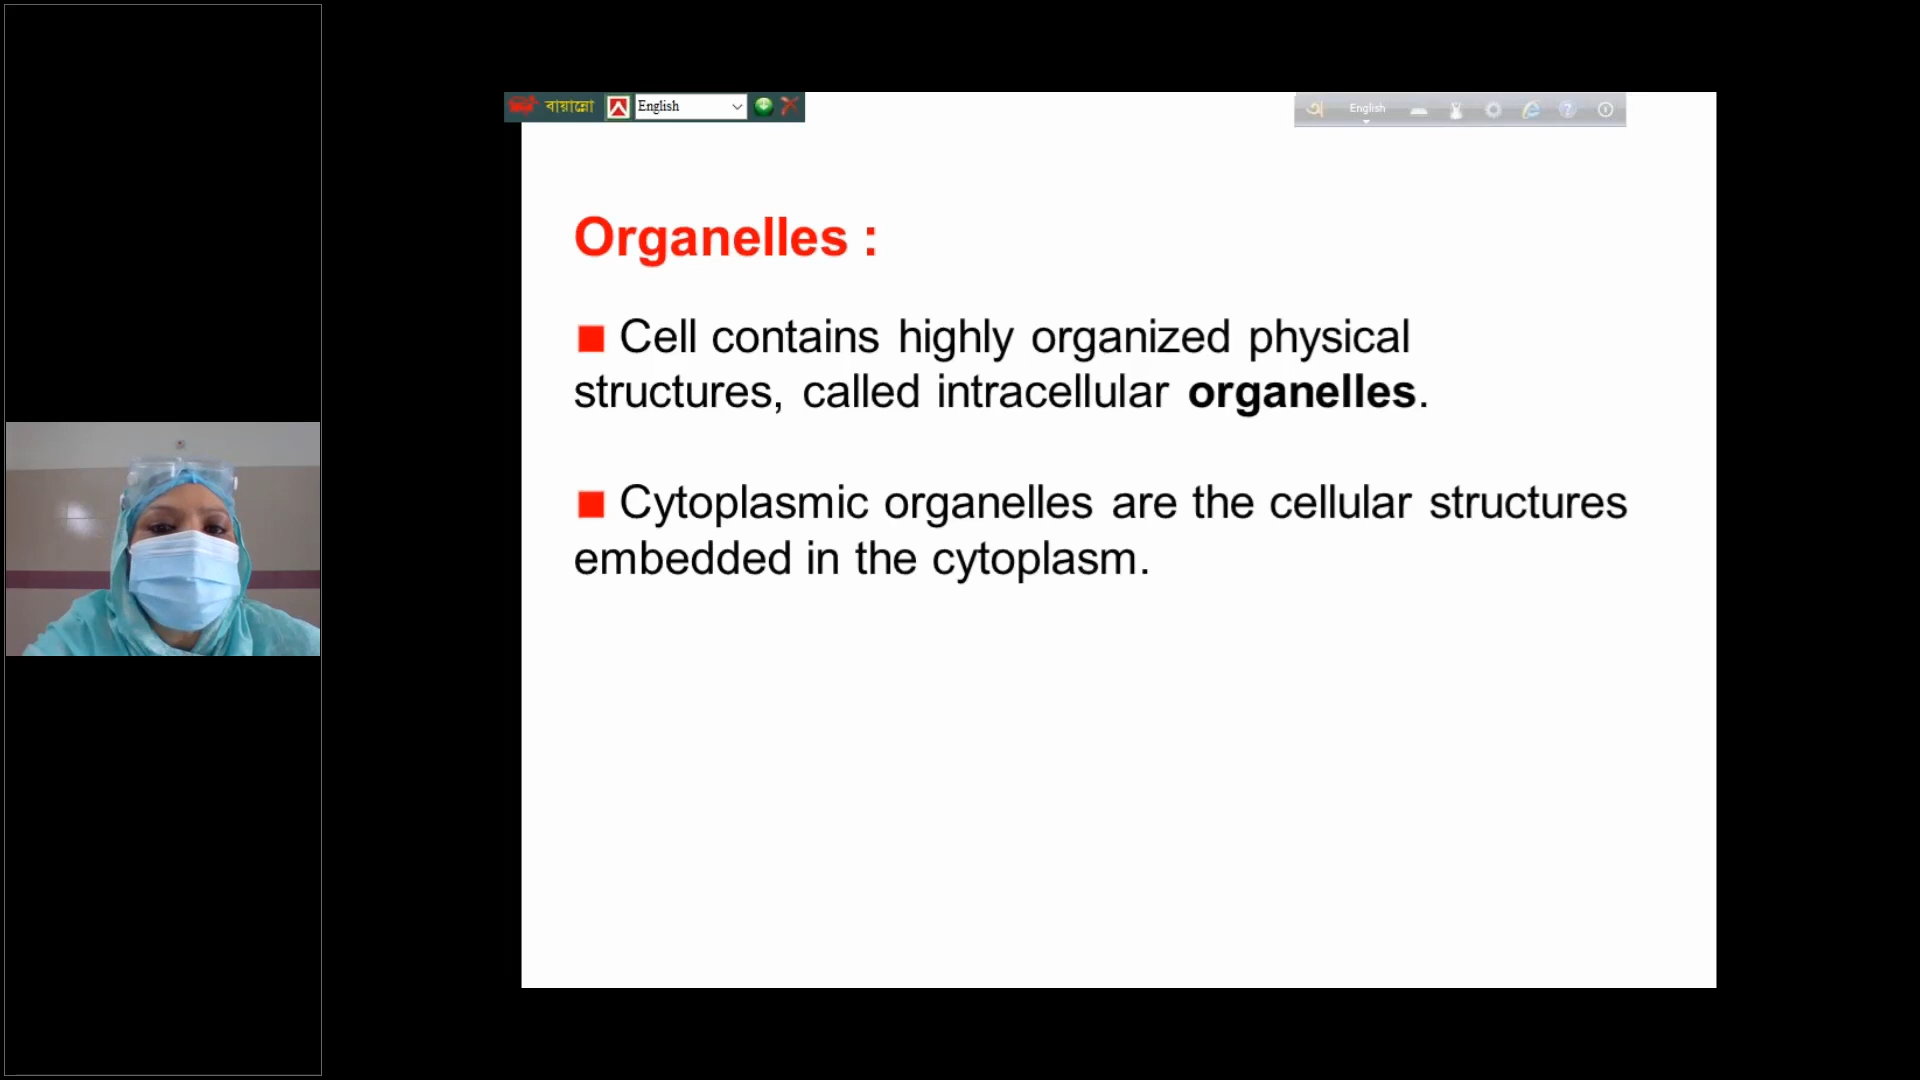 বায়ান্নো English
অ English
Organelles :
Cell contains highly organized physical
structures, called intracellular organelles.
Cytoplasmic organelles are the cellular structures
embedded in the cytoplasm.